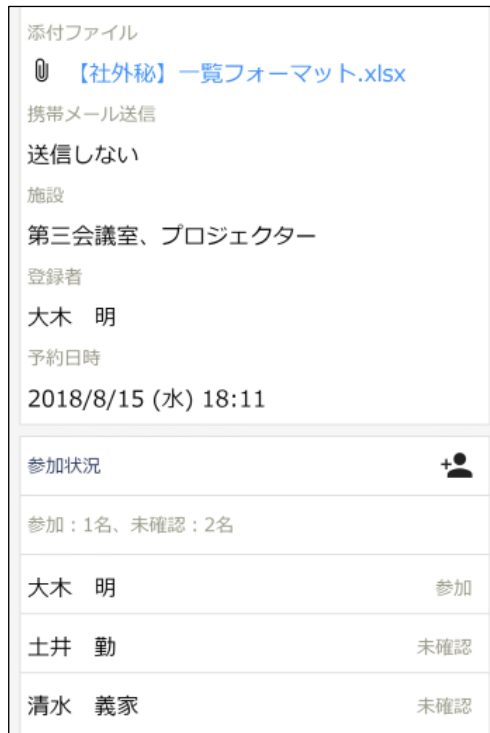 添付ファイル
【社外秘】一覧フォーマット.xlsx
携帯メール送信
送信しない
施設
第三会議室、プロジェクター
登録者
大木　明
予約日時
2018/8/15 (水) 18:11
参加状況
参加：1名、未確認：2名
大木　明 参加
土井　勤 未確認
清水　義家 未確認